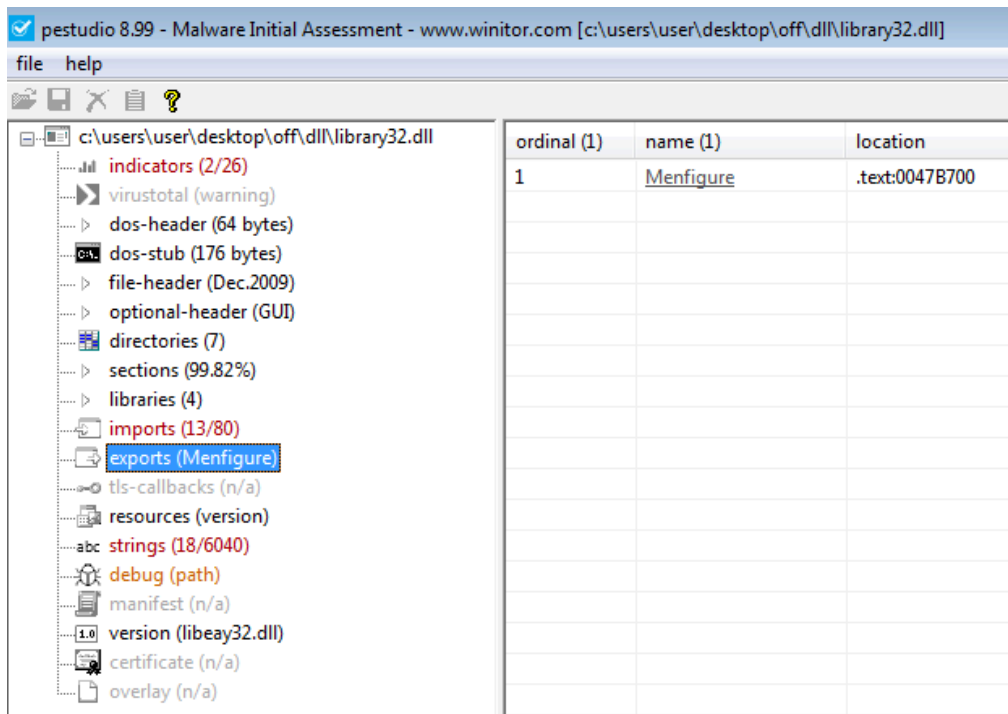 pestudio 8.99 - Malware Initial Assessment - www.winitor.com [c:\users\user\desktop\off\dll\library32.dll]
file help
c:\users\user\desktop\off\dll\library32.dll
indicators (2/26)
virustotal (warning)
dos-header (64 bytes)
dos-stub (176 bytes)
file-header (Dec.2009)
optional-header (GUI)
directories (7)
sections (99.82%)
libraries (4)
imports (13/80)
exports (Menfigure)
tls-callbacks (n/a)
resources (version)
abc strings (18/6040)
debug (path)
manifest (n/a)
1.0 version (libeay32.dll)
certificate (n/a)
overlay (n/a)
ordinal (1) name (1) location
1 Menfigure .text:0047B700